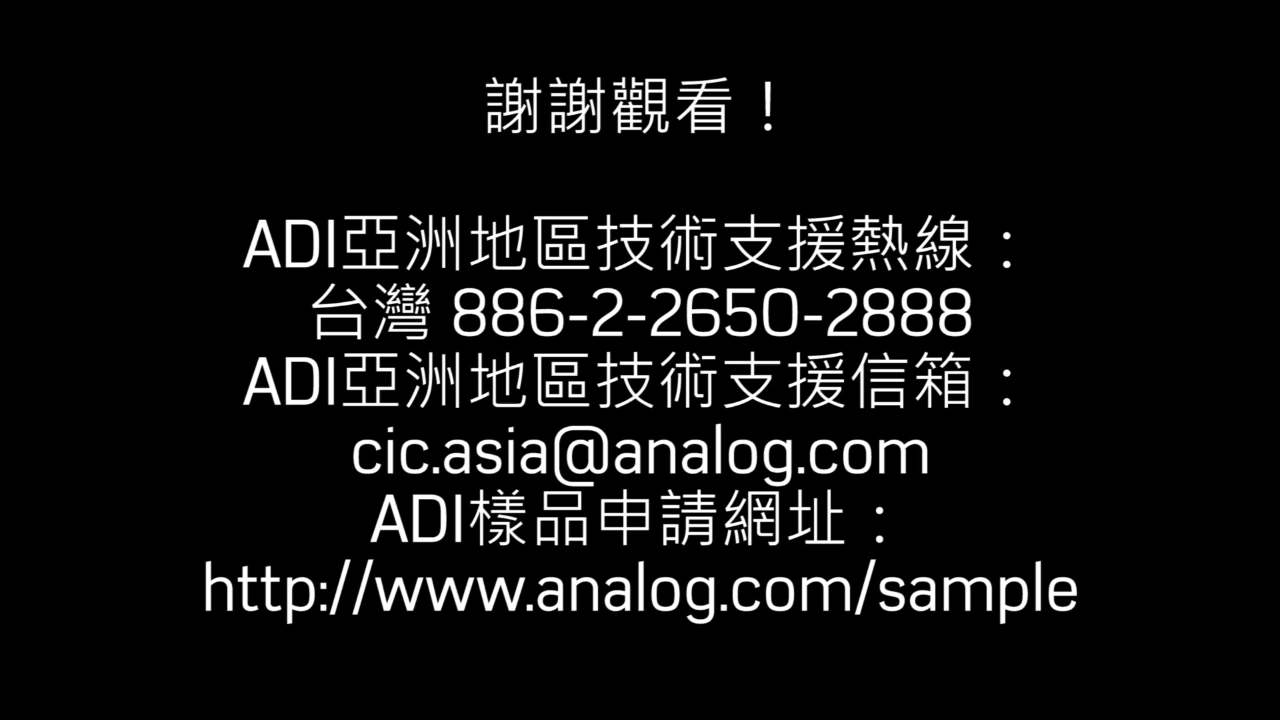 謝謝觀看！
ADI亞洲地區技術支援熱線：
台灣 886-2-2650-2888
ADI亞洲地區技術支援信箱：
cic.asia@analog.com
ADI樣品申請網址：
http://www.analog.com/sample